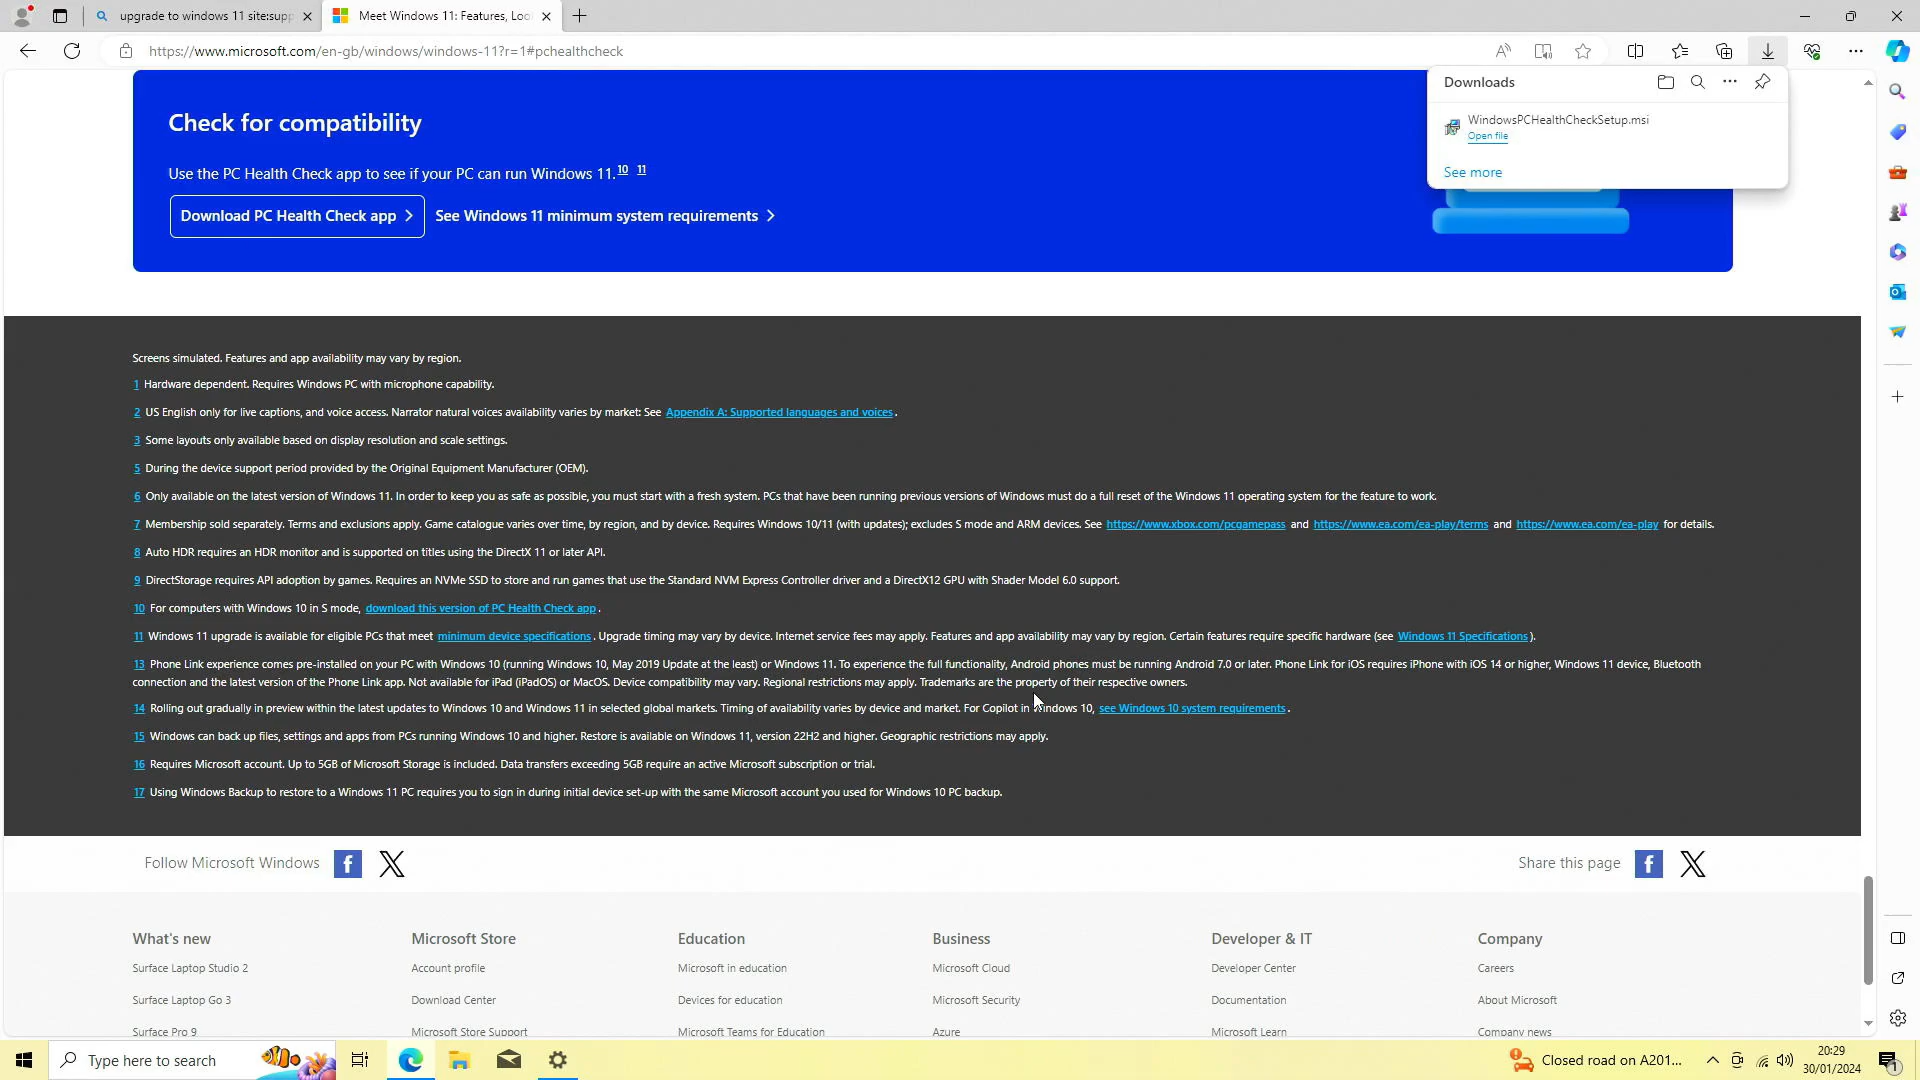 upgrade to windows 11 site:supp
Meet Windows 11: Features, Loo
https://www.microsoft.com/en-gb/windows/windows-11?r=1#pchealthcheck
Downloads
WindowsPCHealthCheckSetup.msi
Open file
See more
Check for compatibility
Use the PC Health Check app to see if your PC can run Windows 11. 10 11
Download PC Health Check app
See Windows 11 minimum system requirements
Screens simulated. Features and app availability may vary by region.
1 Hardware dependent. Requires Windows PC with microphone capability.
2 US English only for live captions, and voice access. Narrator natural voices availability varies by market: See Appendix A: Supported languages and voices.
3 Some layouts only available based on display resolution and scale settings.
5 During the device support period provided by the Original Equipment Manufacturer (OEM).
6 Only available on the latest version of Windows 11. In order to keep you as safe as possible, you must start with a fresh system. PCs that have been running previous versions of Windows must do a full reset of the Windows 11 operating system for the feature to work.
7 Membership sold separately. Terms and exclusions apply. Game catalogue varies over time, by region, and by device. Requires Windows 10/11 (with updates); excludes S mode and ARM devices. See https://www.xbox.com/pcgamepass and https://www.ea.com/ea-play/terms and https://www.ea.com/ea-play for details.
8 Auto HDR requires an HDR monitor and is supported on titles using the DirectX 11 or later API.
9 DirectStorage requires API adoption by games. Requires an NVMe SSD to store and run games that use the Standard NVM Express Controller driver and a DirectX12 GPU with Shader Model 6.0 support.
10 For computers with Windows 10 in S mode, download this version of PC Health Check app.
11 Windows 11 upgrade is available for eligible PCs that meet minimum device specifications. Upgrade timing may vary by device. Internet service fees may apply. Features and app availability may vary by region. Certain features require specific hardware (see Windows 11 Specifications).
13 Phone Link experience comes pre-installed on your PC with Windows 10 (running Windows 10, May 2019 Update at the least) or Windows 11. To experience the full functionality, Android phones must be running Android 7.0 or later. Phone Link for iOS requires iPhone with iOS 14 or higher, Windows 11 device, Bluetooth
connection and the latest version of the Phone Link app. Not available for iPad (iPadOS) or MacOS. Device compatibility may vary. Regional restrictions may apply. Trademarks are the property of their respective owners.
14 Rolling out gradually in preview within the latest updates to Windows 10 and Windows 11 in selected global markets. Timing of availability varies by device and market. For Copilot in Windows 10, see Windows 10 system requirements.
15 Windows can back up files, settings and apps from PCs running Windows 10 and higher. Restore is available on Windows 11, version 22H2 and higher. Geographic restrictions may apply.
16 Requires Microsoft account. Up to 5GB of Microsoft Storage is included. Data transfers exceeding 5GB require an active Microsoft subscription or trial.
17 Using Windows Backup to restore to a Windows 11 PC requires you to sign in during initial device set-up with the same Microsoft account you used for Windows 10 PC backup.
Follow Microsoft Windows
Share this page
What's new Microsoft Store Education Business Developer & IT Company
Surface Laptop Studio 2 Account profile Microsoft in education Microsoft Cloud Developer Center Careers
Surface Laptop Go 3 Download Center Devices for education Microsoft Security Documentation About Microsoft
Surface Pro 9 Microsoft Store Support Microsoft Teams for Education Azure Microsoft Learn Company news
Type here to search
Closed road on A201...
20:29
30/01/2024
1